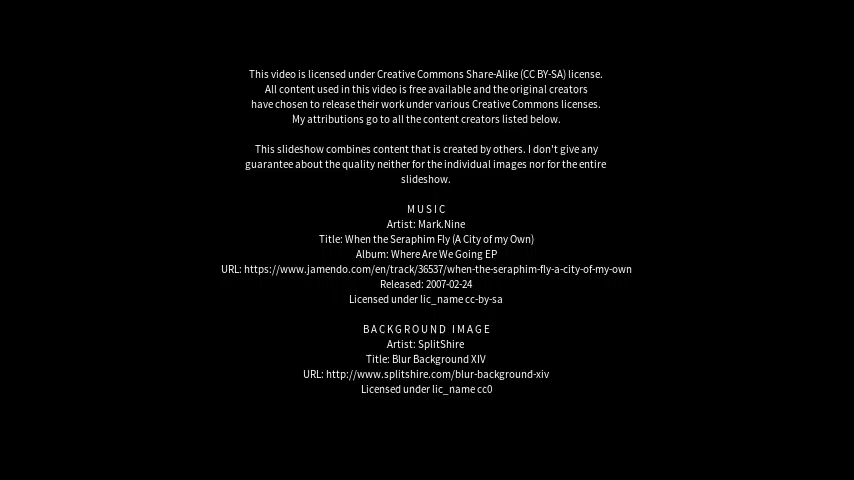 This video is licensed under Creative Commons Share-Alike (CC BY-SA) license.
All content used in this video is free available and the original creators
have chosen to release their work under various Creative Commons licenses.
My attributions go to all the content creators listed below.
This slideshow combines content that is created by others. I don't give any
guarantee about the quality neither for the individual images nor for the entire
slideshow.
MUSIC
Artist: Mark.Nine
Title: When the Seraphim Fly (A City of my Own)
Album: Where Are We Going EP
URL: https://www.jamendo.com/en/track/36537/when-the-seraphim-fly-a-city-of-my-own
Released: 2007-02-24
Licensed under lic_name cc-by-sa
BACKGROUND IMAGE
Artist: SplitShire
Title: Blur Background XIV
URL: http://www.splitshire.com/blur-background-xiv
Licensed under lic_name cc0